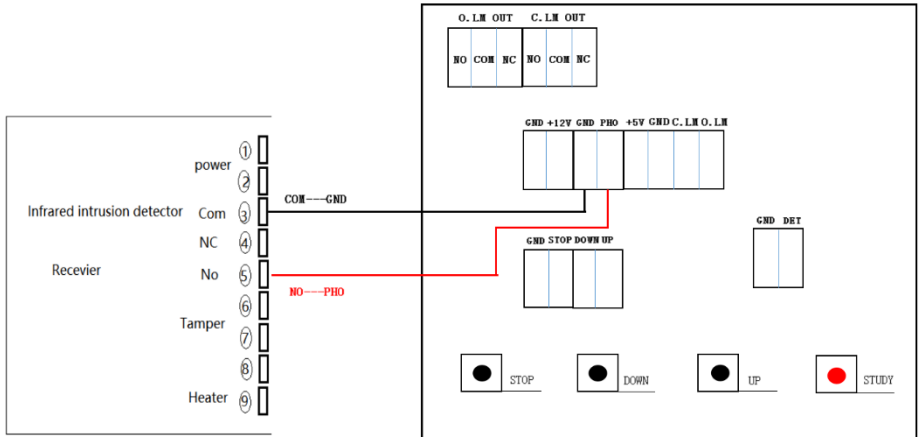 O.LM OUT C.LM OUT
NO COM NC NO COM NC
GND +12V GND PHO +5V GND C.LM O.LM
① 
power
②
COM---GND
Infrared intrusion detector Com ③
NC ④
Recevier No ⑤
NO---PHO
⑥
Tamper
⑦
⑧
Heater ⑨
GND STOP DOWN UP
GND DET
STOP DOWN UP STUDY